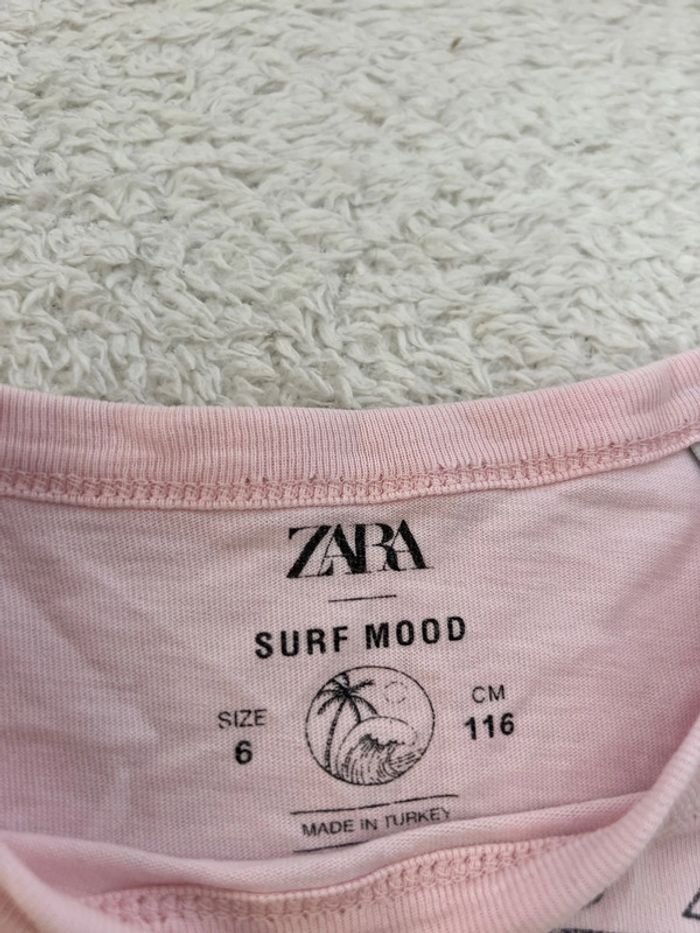 ZARA
SURF MOOD
SIZE
6
CM
116
MADE IN TURKEY